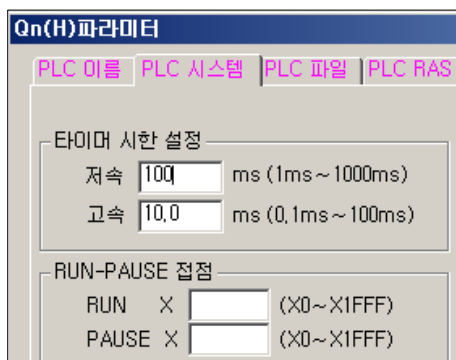 Qn(H)파라미터
PLC 이름 PLC 시스템 PLC 파일 PLC RAS
타이머 시한 설정
저속 100 ms (1ms~1000ms)
고속 10,0 ms (0,1ms~100ms)
RUN-PAUSE 접점
RUN X (X0~X1FFF)
PAUSE X (X0~X1FFF)